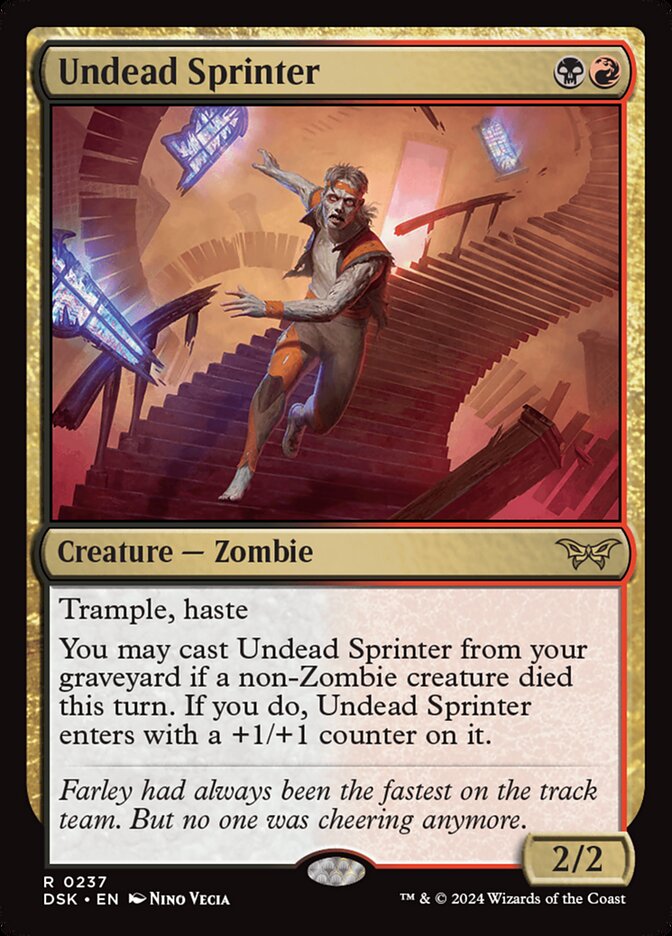 Undead Sprinter
Creature — Zombie
Trample, haste
You may cast Undead Sprinter from your
graveyard if a non-Zombie creature died
this turn. If you do, Undead Sprinter
enters with a +1/+1 counter on it.
Farley had always been the fastest on the track
team. But no one was cheering anymore.
2/2
R 0237
DSK • EN Nino Vecia
™ & © 2024 Wizards of the Coast